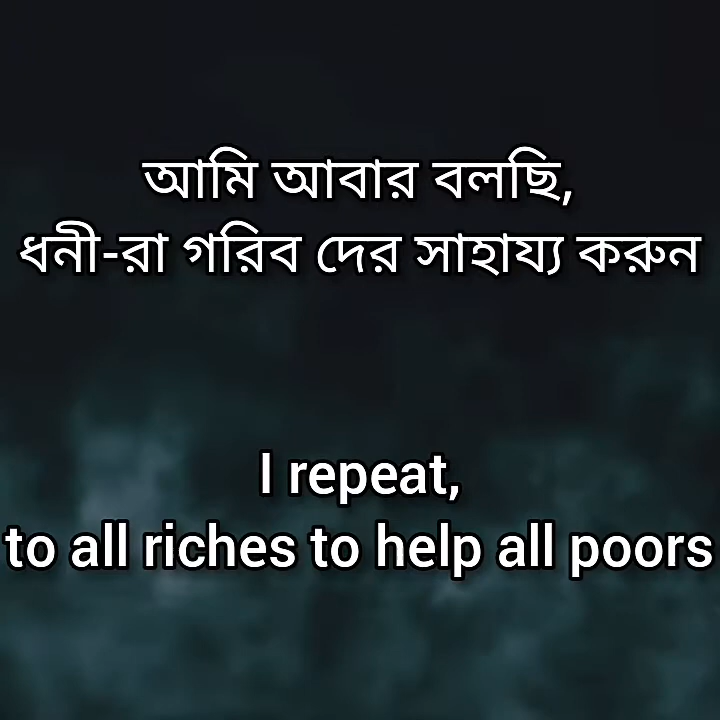 আমি আবার বলছি,
ধনী-রা গরিব দের সাহায্য করুন
I repeat,
to all riches to help all poors